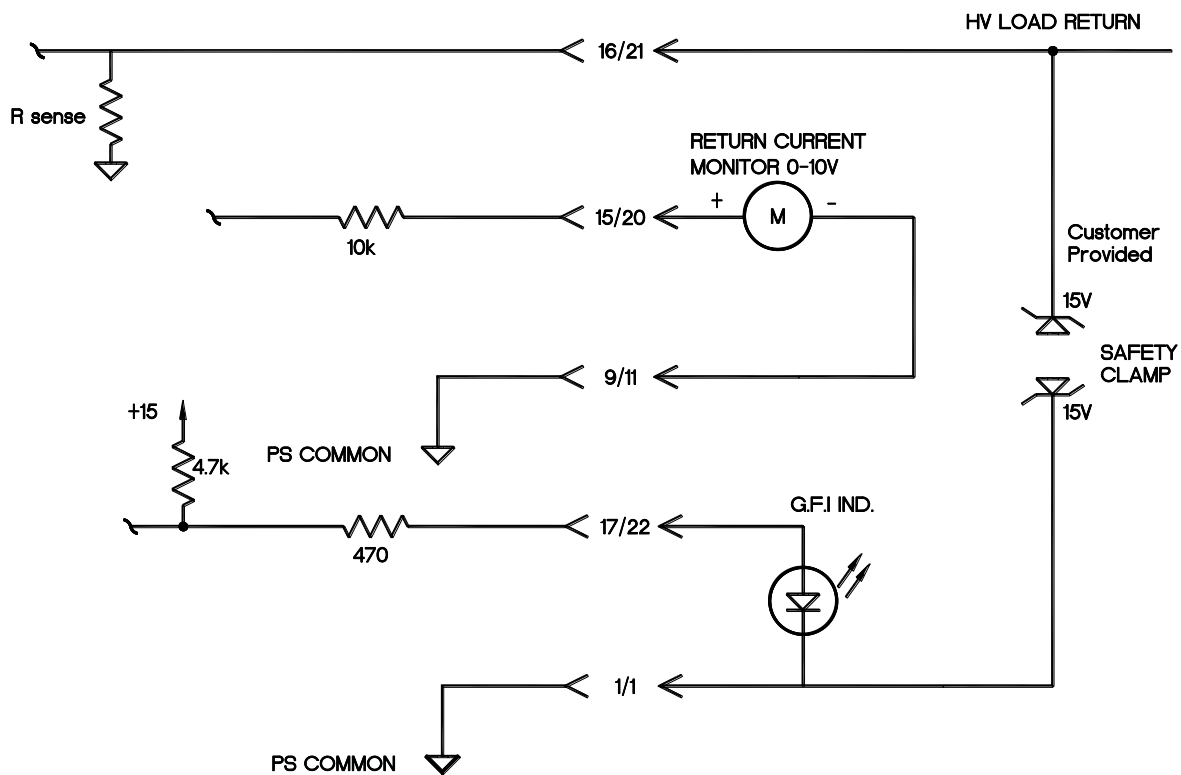 HV LOAD RETURN
16/21
R sense
RETURN CURRENT
MONITOR 0-10V
+
-
M
15/20
10k
Customer
Provided
15V
SAFETY
CLAMP
15V
9/11
+15
PS COMMON
4.7k
G.F.I IND.
17/22
470
1/1
PS COMMON